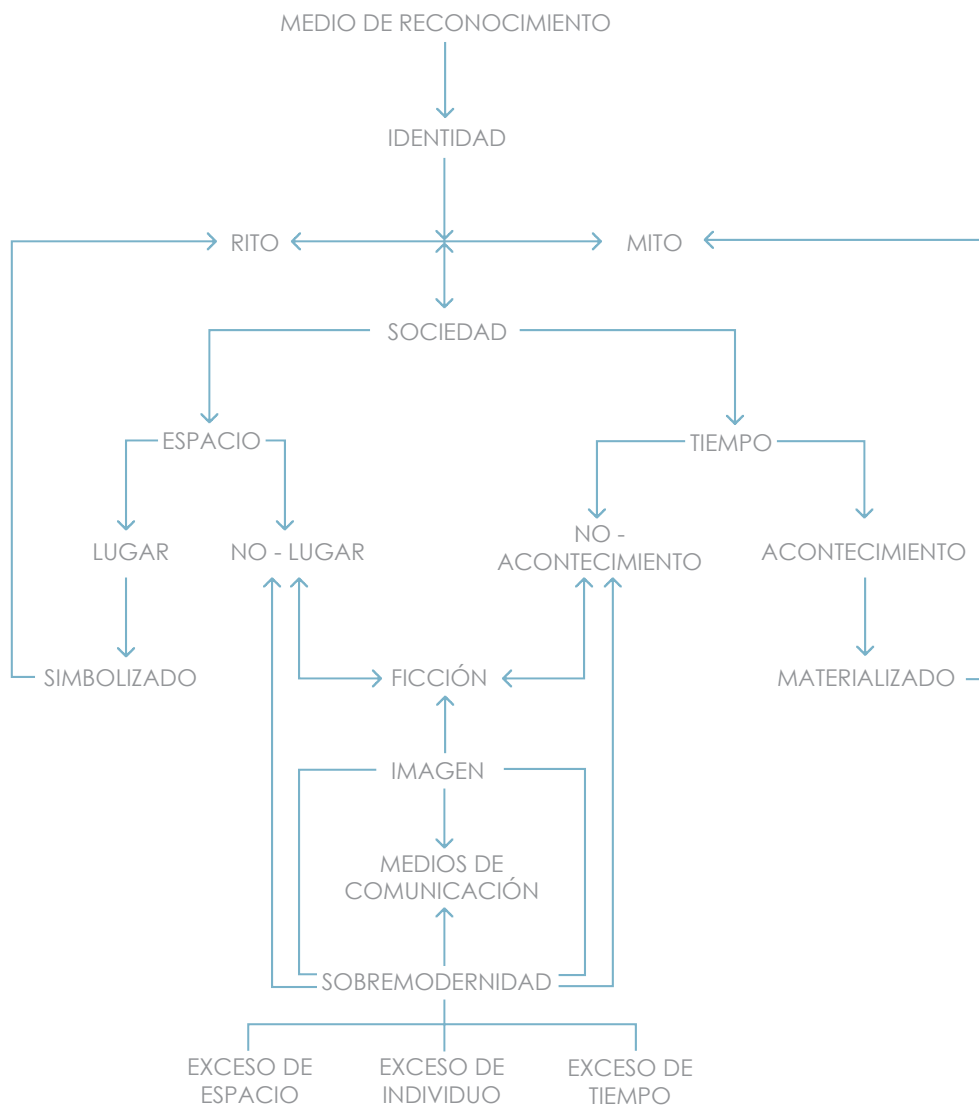 MEDIO DE RECONOCIMIENTO
IDENTIDAD
RITO
MITO
SOCIEDAD
ESPACIO
TIEMPO
LUGAR
NO - LUGAR
NO -
ACONTECIMIENTO
ACONTECIMIENTO
SIMBOLIZADO
FICCIÓN
MATERIALIZADO
IMAGEN
MEDIOS DE
COMUNICACIÓN
SOBREMODERNIDAD
EXCESO DE
ESPACIO
EXCESO DE
INDIVIDUO
EXCESO DE
TIEMPO